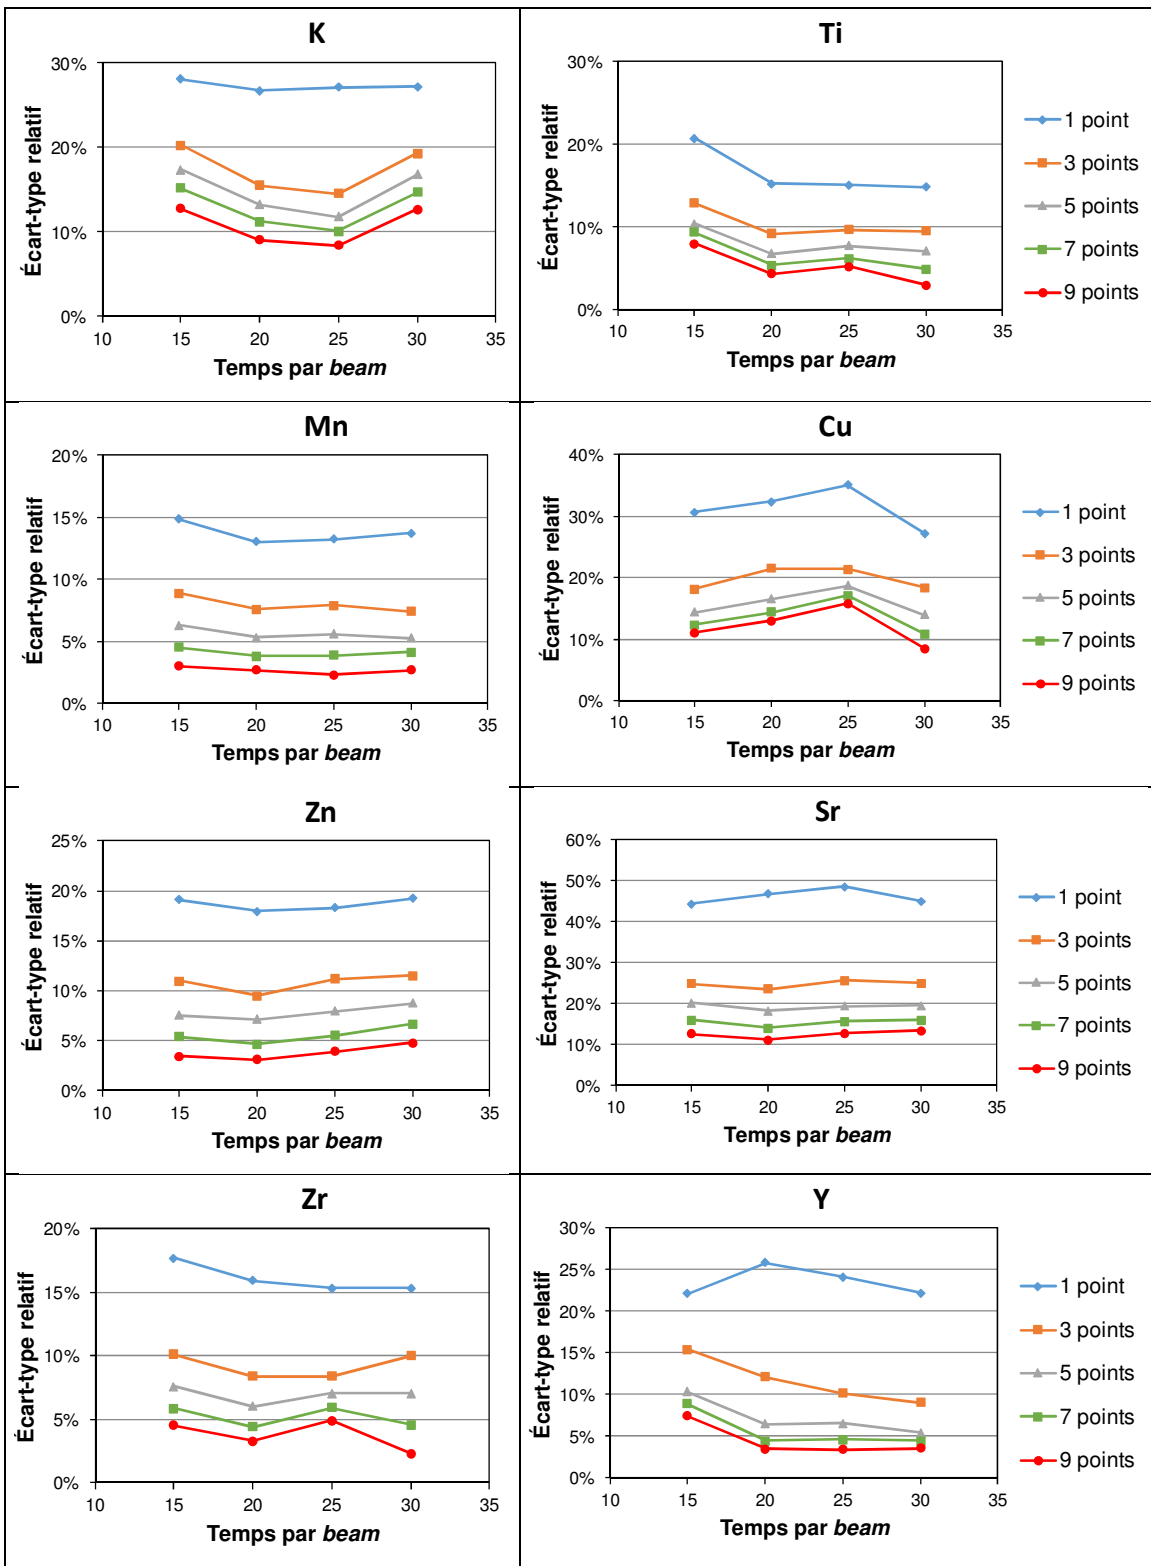 K
Écart-type relatif
30%
20%
10%
0%
10 15 20 25 30 35
Temps par beam
Ti
Écart-type relatif
30%
20%
10%
0%
10 15 20 25 30 35
Temps par beam
1 point
3 points
5 points
7 points
9 points
Mn
Écart-type relatif
20%
15%
10%
5%
0%
10 15 20 25 30 35
Temps par beam
Cu
Écart-type relatif
40%
30%
20%
10%
0%
10 15 20 25 30 35
Temps par beam
1 point
3 points
5 points
7 points
9 points
Zn
Écart-type relatif
25%
20%
15%
10%
5%
0%
10 15 20 25 30 35
Temps par beam
Sr
Écart-type relatif
60%
50%
40%
30%
20%
10%
0%
10 15 20 25 30 35
Temps par beam
1 point
3 points
5 points
7 points
9 points
Zr
Écart-type relatif
20%
15%
10%
5%
0%
10 15 20 25 30 35
Temps par beam
Y
Écart-type relatif
30%
25%
20%
15%
10%
5%
0%
10 15 20 25 30 35
Temps par beam
1 point
3 points
5 points
7 points
9 points